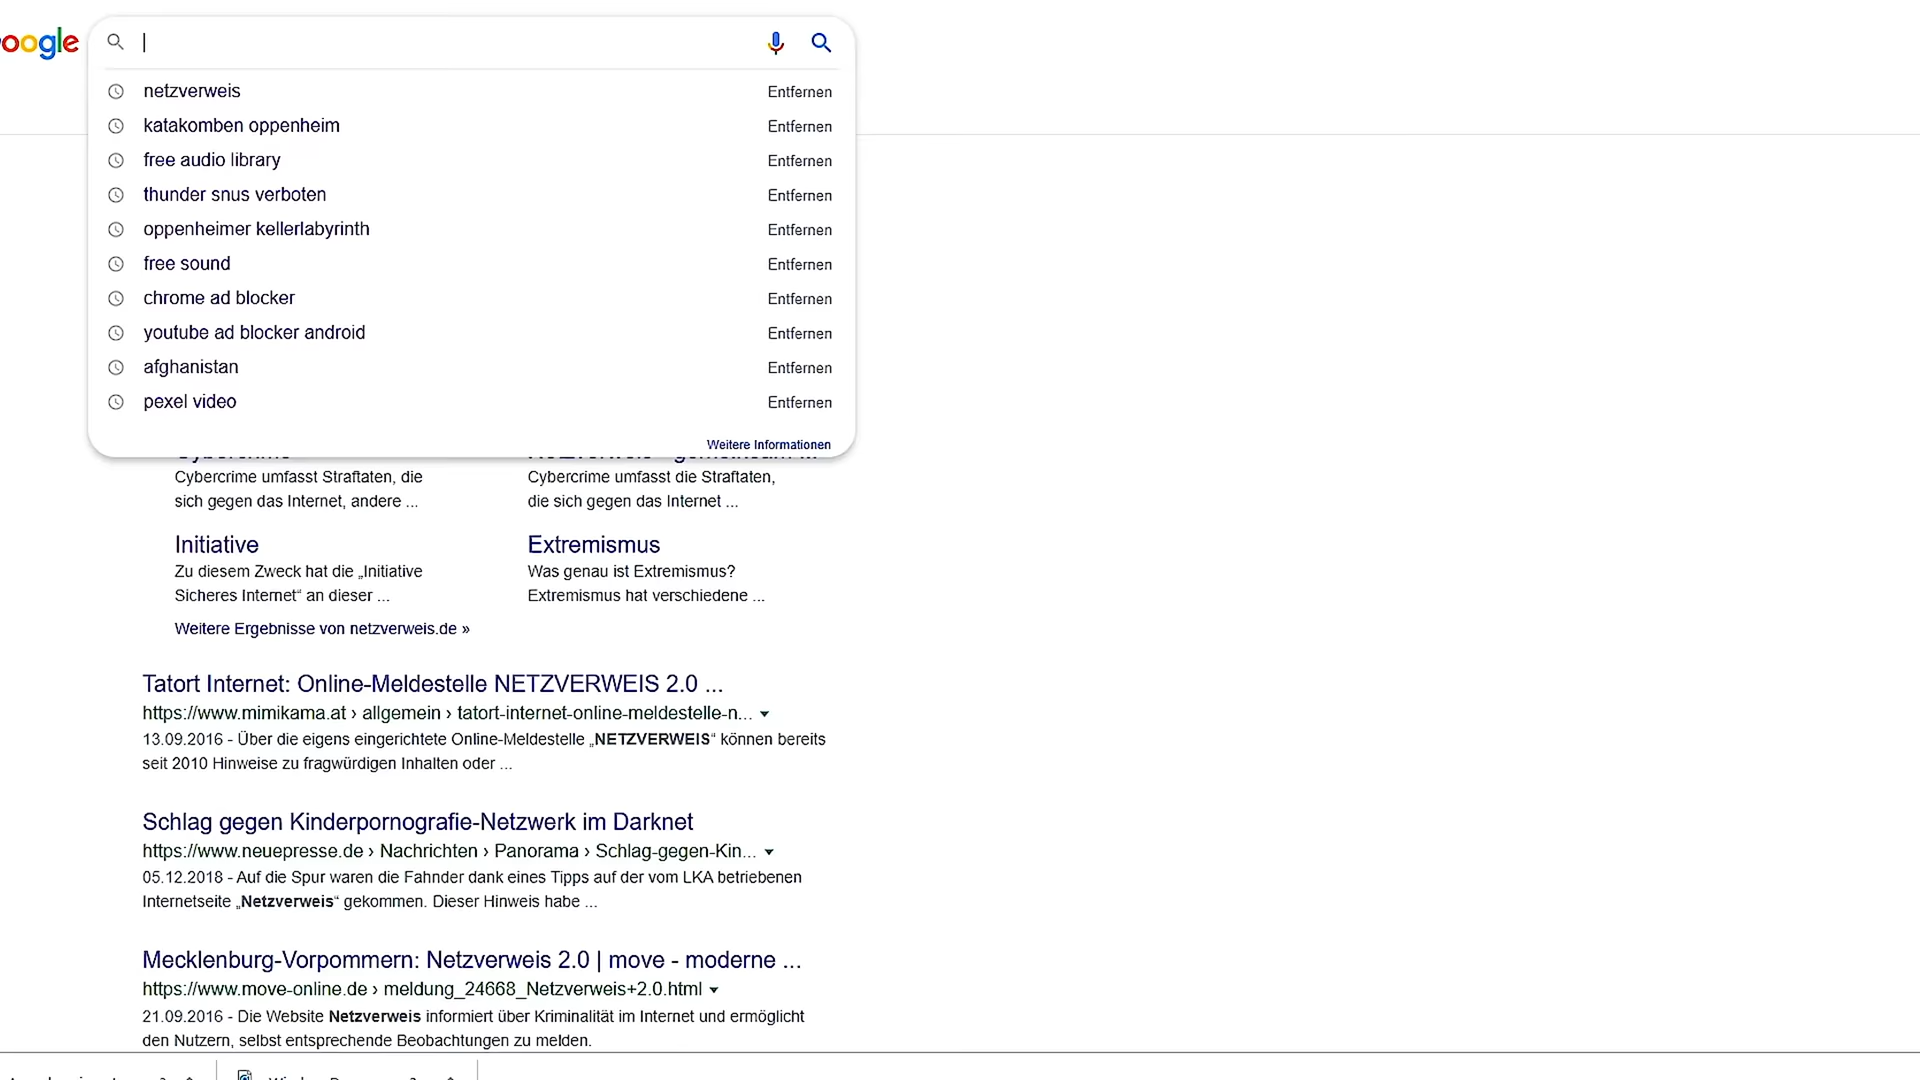 oogle
netzverweis Entfernen
katakomben oppenheim Entfernen
free audio library Entfernen
thunder snus verboten Entfernen
oppenheimer kellerlabyrinth Entfernen
free sound Entfernen
chrome ad blocker Entfernen
youtube ad blocker android Entfernen
afghanistan Entfernen
pexel video Entfernen
Weitere Informationen
Cybercrime umfasst Straftaten, die
sich gegen das Internet, andere ...
Cybercrime umfasst die Straftaten,
die sich gegen das Internet ...
Initiative
Zu diesem Zweck hat die „Initiative
Sicheres Internet“ an dieser ...
Extremismus
Was genau ist Extremismus?
Extremismus hat verschiedene ...
Weitere Ergebnisse von netzverweis.de »
Tatort Internet: Online-Meldestelle NETZVERWEIS 2.0 ...
https://www.mimikama.at › allgemein › tatort-internet-online-meldestelle-n...
13.09.2016 - Über die eigens eingerichtete Online-Meldestelle „NETZVERWEIS“ können bereits
seit 2010 Hinweise zu fragwürdigen Inhalten oder ...
Schlag gegen Kinderpornografie-Netzwerk im Darknet
https://www.neuepresse.de › Nachrichten › Panorama › Schlag-gegen-Kin...
05.12.2018 - Auf die Spur waren die Fahnder dank eines Tipps auf der vom LKA betriebenen
Internetseite „Netzverweis“ gekommen. Dieser Hinweis habe ...
Mecklenburg-Vorpommern: Netzverweis 2.0 | move - moderne ...
https://www.move-online.de › meldung_24668_Netzverweis+2.0.html
21.09.2016 - Die Website Netzverweis informiert über Kriminalität im Internet und ermöglicht
den Nutzern, selbst entsprechende Beobachtungen zu melden.